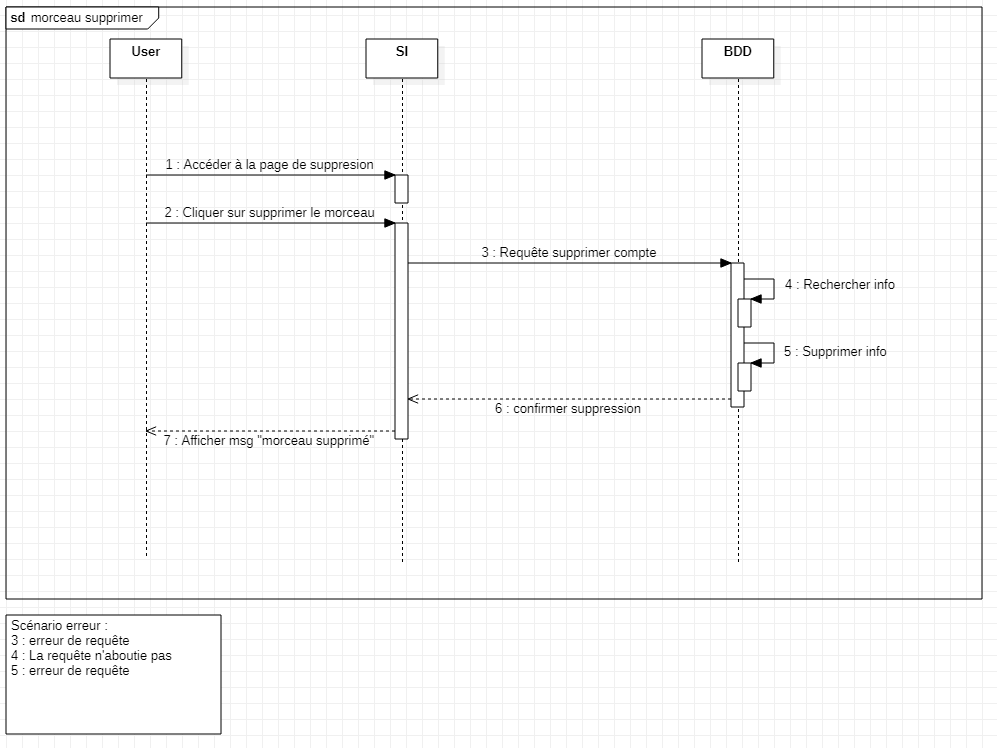 sd morceau supprimer
User
SI
BDD
1 : Accéder à la page de suppresion
2 : Cliquer sur supprimer le morceau
3 : Requête supprimer compte
4 : Rechercher info
5 : Supprimer info
6 : confirmer suppression
7 : Afficher msg "morceau supprimé"
Scénario erreur :
3 : erreur de requête
4 : La requête n'aboutie pas
5 : erreur de requête